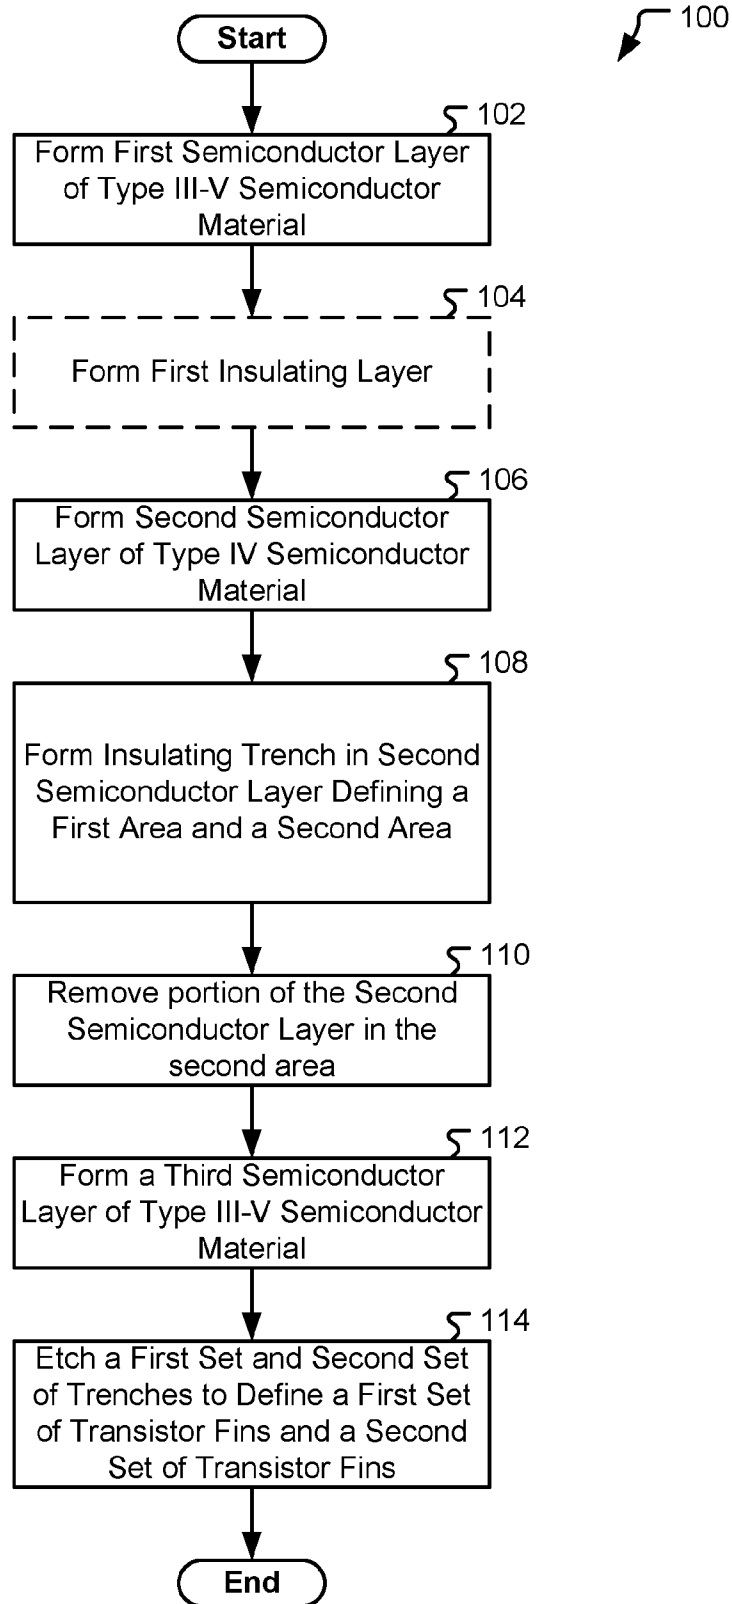 Start
100
102
Form First Semiconductor Layer
of Type III-V Semiconductor
Material
104
Form First Insulating Layer
106
Form Second Semiconductor
Layer of Type IV Semiconductor
Material
108
Form Insulating Trench in Second
Semiconductor Layer Defining a
First Area and a Second Area
110
Remove portion of the Second
Semiconductor Layer in the
second area
112
Form a Third Semiconductor
Layer of Type III-V Semiconductor
Material
114
Etch a First Set and Second Set
of Trenches to Define a First Set
of Transistor Fins and a Second
Set of Transistor Fins
End